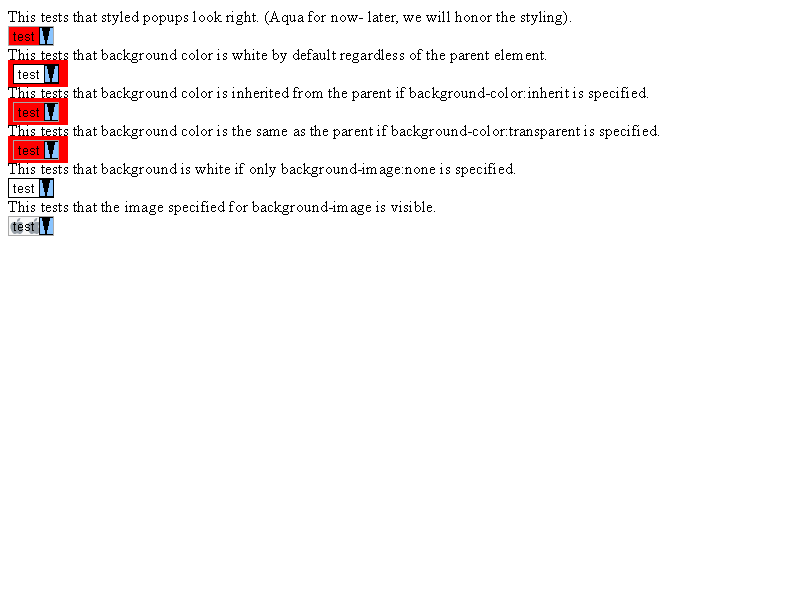 This tests that styled popups look right. (Aqua for now- later, we will honor the styling).
test
This tests that background color is white by default regardless of the parent element.
test
This tests that background color is inherited from the parent if background-color:inherit is specified.
test
This tests that background color is the same as the parent if background-color:transparent is specified.
test
This tests that background is white if only background-image:none is specified.
test
This tests that the image specified for background-image is visible.
test